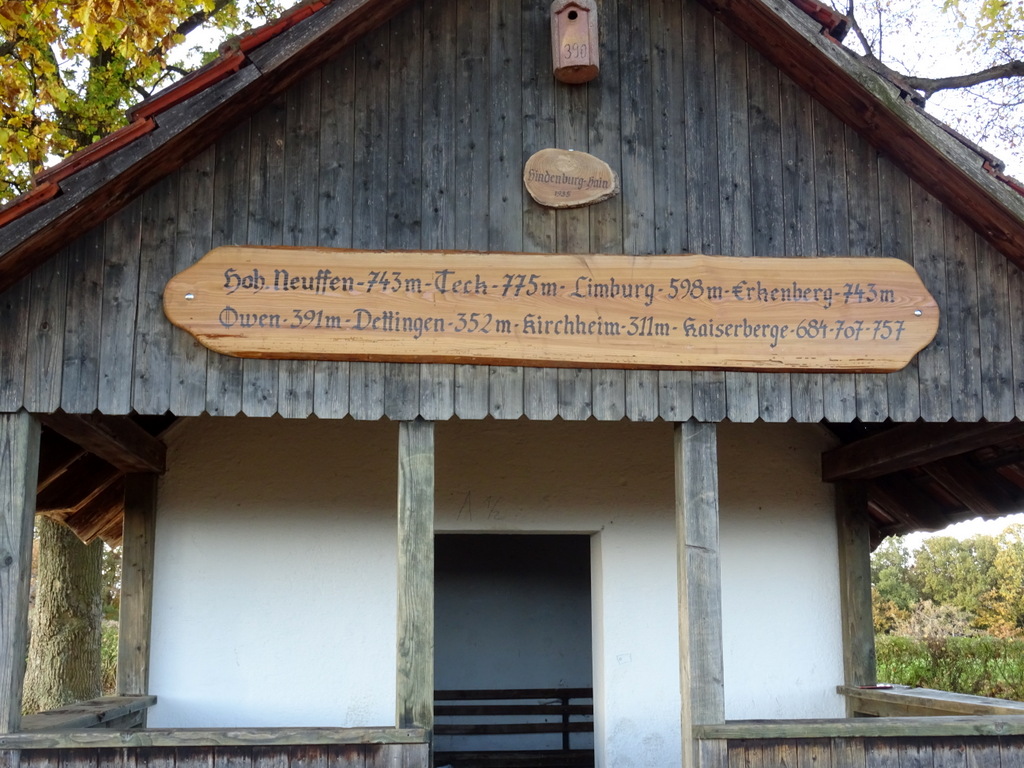 390
Hindenburg-Hain
1935
Hoh. Neuffen-743m-Teck-775m-Limburg-598m-Erkenberg-743m
Owen-391m-Dettingen-352m-Kirchheim-311m-Kaiserberge-684-707-757